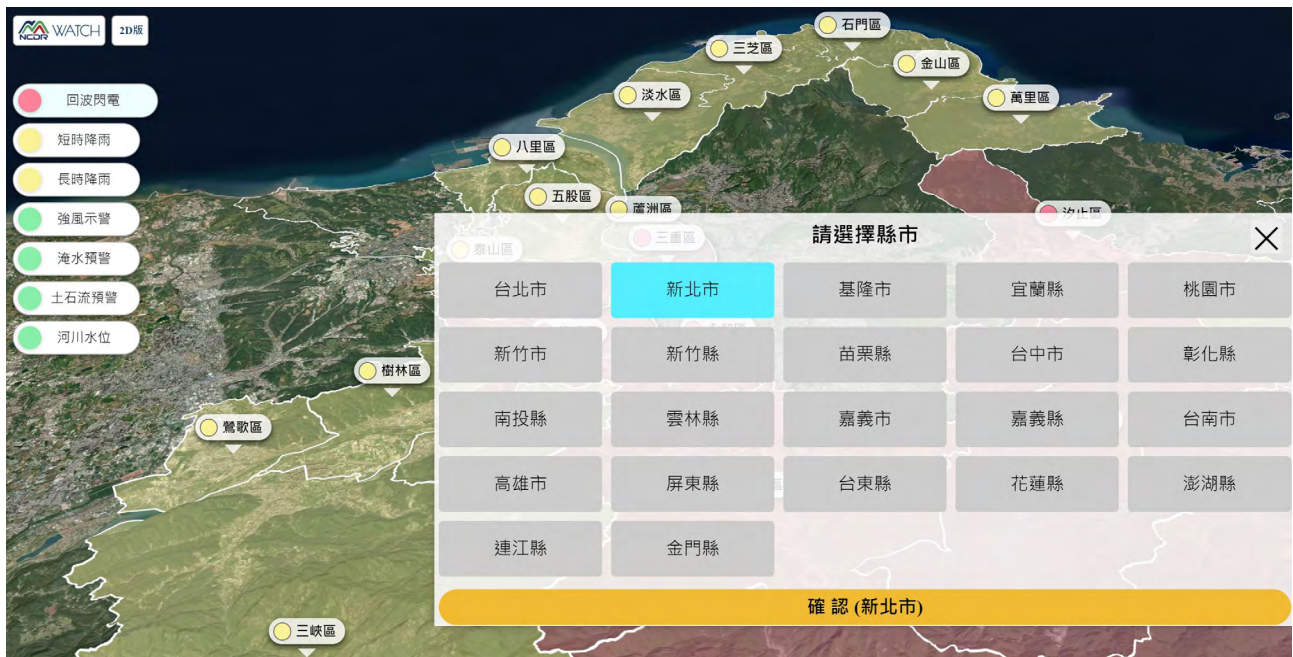 NCDR WATCH
2D版
回波閃電
短時降雨
長時降雨
強風示警
淹水預警
土石流預警
河川水位
石門區
三芝區
金山區
淡水區
萬里區
八里區
五股區
蘆洲區
汐止區
泰山區
三重區
樹林區
鶯歌區
三峽區
請選擇縣市
台北市 新北市 基隆市 宜蘭縣 桃園市
新竹市 新竹縣 苗栗縣 台中市 彰化縣
南投縣 雲林縣 嘉義市 嘉義縣 台南市
高雄市 屏東縣 台東縣 花蓮縣 澎湖縣
連江縣 金門縣
確認 (新北市)